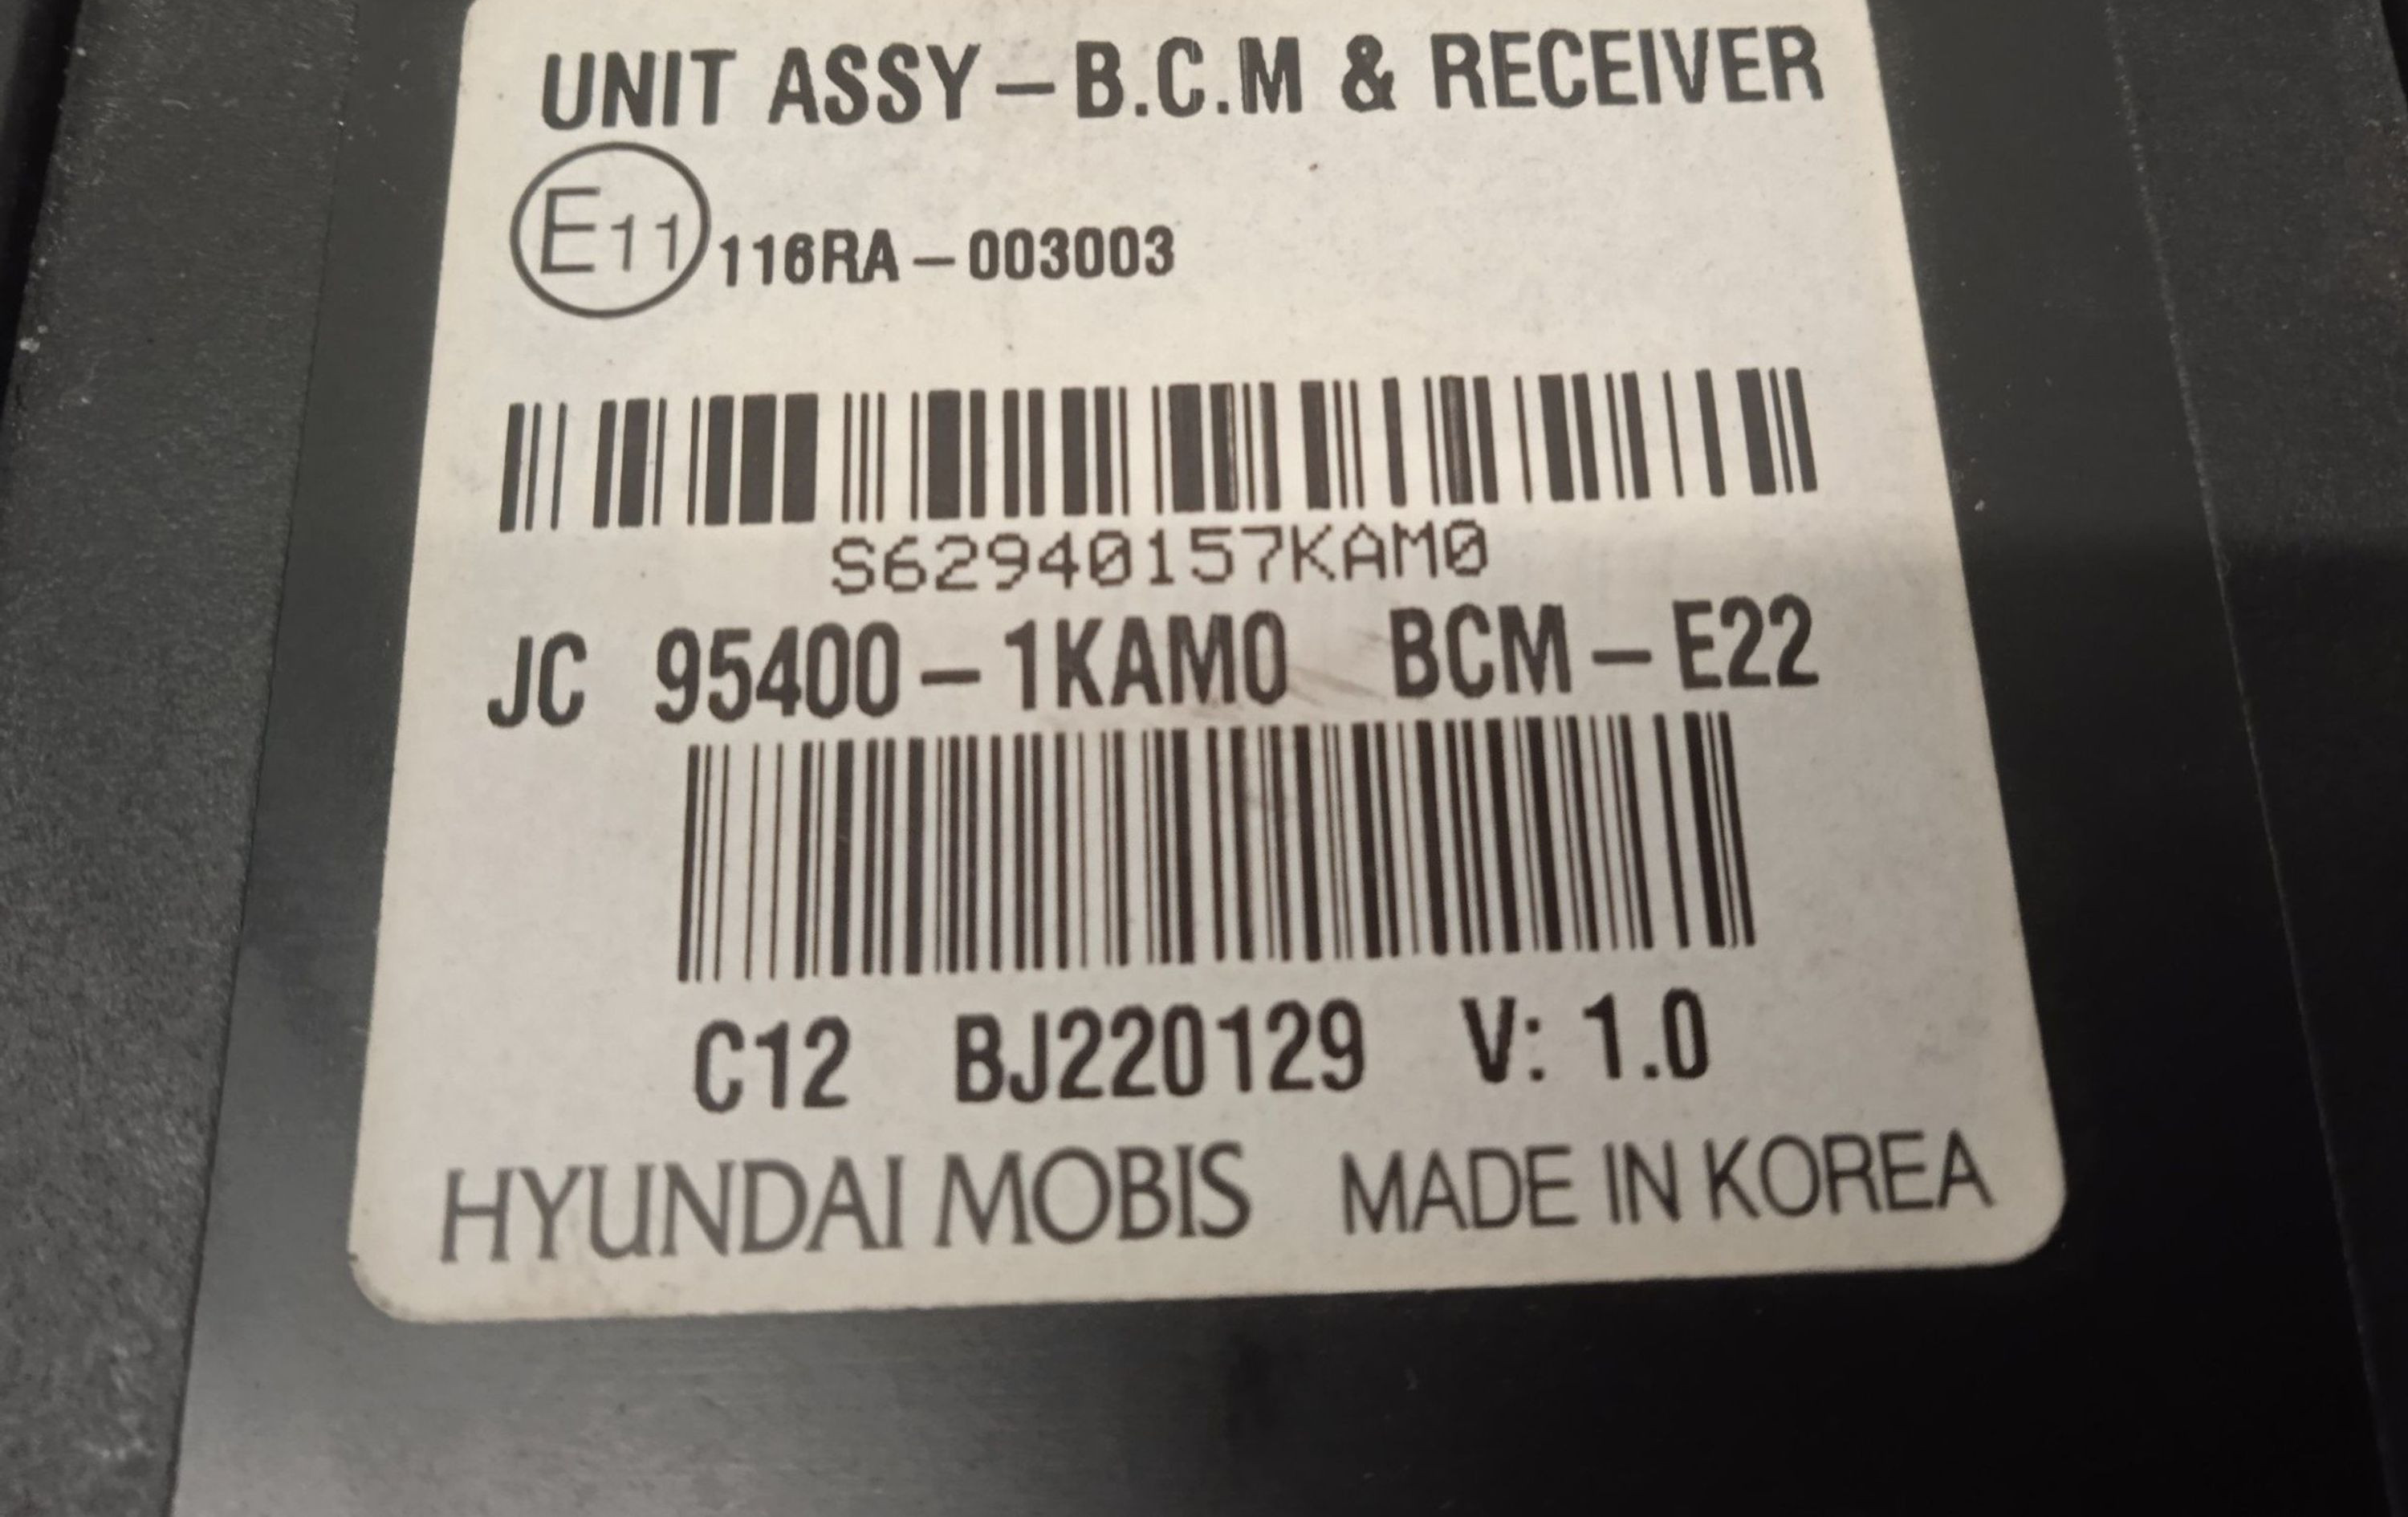 UNIT ASSY-B.C.M & RECEIVER
E11 116RA-003003
S62940157KAM0
JC 95400-1KAM0 BCM-E22
C12 BJ220129 V: 1.0
HYUNDAI MOBIS MADE IN KOREA